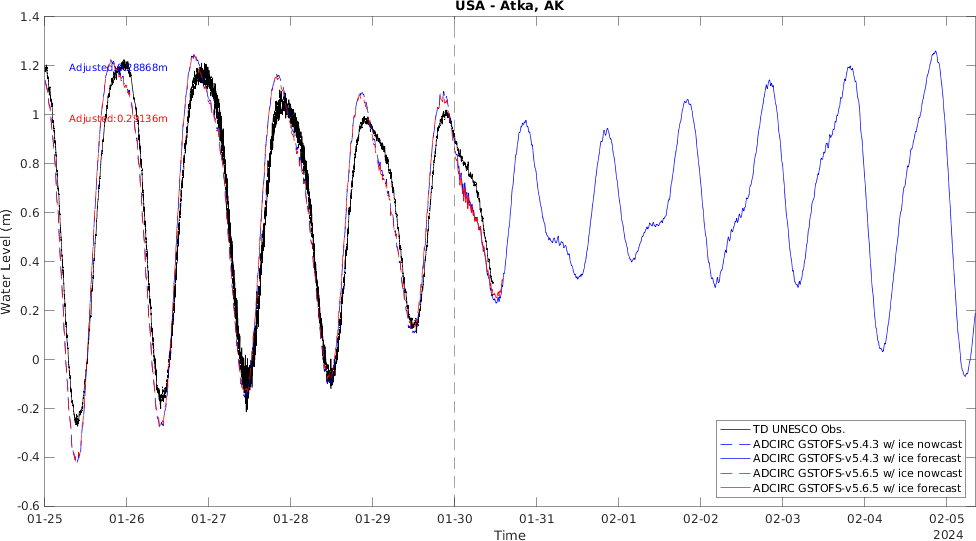 USA - Atka, AK
1.4
1.2
1
0.8
0.6
0.4
0.2
0
-0.2
-0.4
-0.6
Water Level (m)
Adjusted:0.28868m
Adjusted:0.29136m
TD UNESCO Obs.
ADCIRC GSTOFS-v5.4.3 w/ ice nowcast
ADCIRC GSTOFS-v5.4.3 w/ ice forecast
ADCIRC GSTOFS-v5.6.5 w/ ice nowcast
ADCIRC GSTOFS-v5.6.5 w/ ice forecast
01-25 01-26 01-27 01-28 01-29 01-30 01-31 02-01 02-02 02-03 02-04 02-05
Time 2024